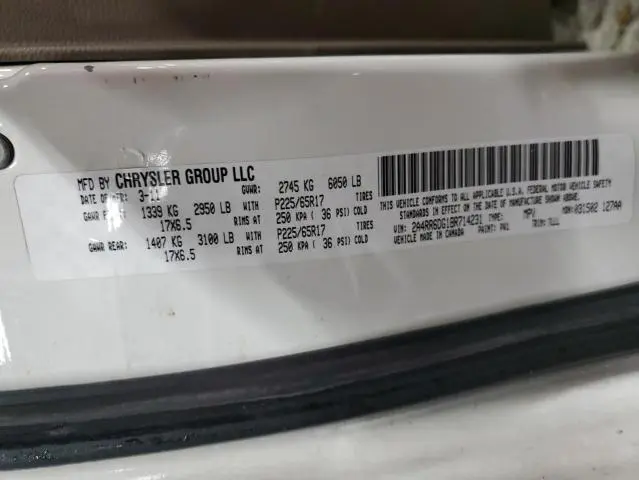 MFD BY CHRYSLER GROUP LLC
DATE OF MFR: 3-11 GVWR: 2745 KG 6050 LB
GAWR FRONT: 1339 KG 2950 LB WITH P225/65R17 TIRES
17X6.5 RIMS AT 250 KPA ( 36 PSI) COLD
GAWR REAR: 1407 KG 3100 LB WITH P225/65R17 TIRES
17X6.5 RIMS AT 250 KPA ( 36 PSI) COLD
THIS VEHICLE CONFORMS TO ALL APPLICABLE U.S.A. FEDERAL MOTOR VEHICLE SAFETY
STANDARDS IN EFFECT ON THE DATE OF MANUFACTURE SHOWN ABOVE.
VIN: 2A4RR6DG1BR714231 TYPE: MPV MDH:031502 127AA
VEHICLE MADE IN CANADA PAINT: PW1 TRIM: